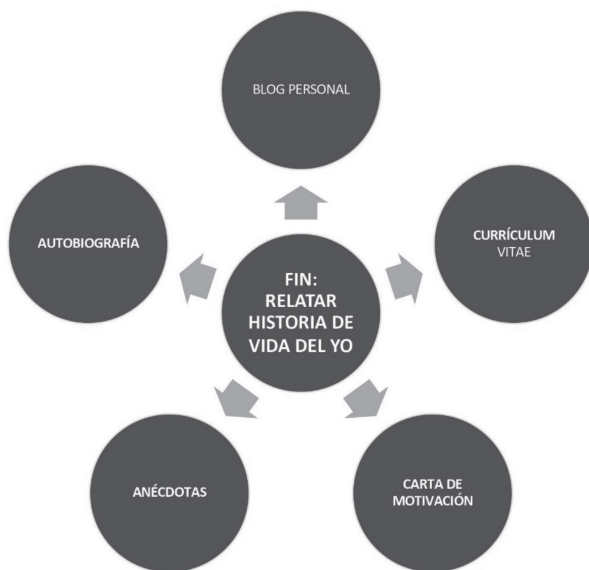 BLOG PERSONAL
AUTOBIOGRAFÍA
CURRÍCULUM
VITAE
FIN:
RELATAR
HISTORIA DE
VIDA DEL YO
ANÉCDOTAS
CARTA DE
MOTIVACIÓN